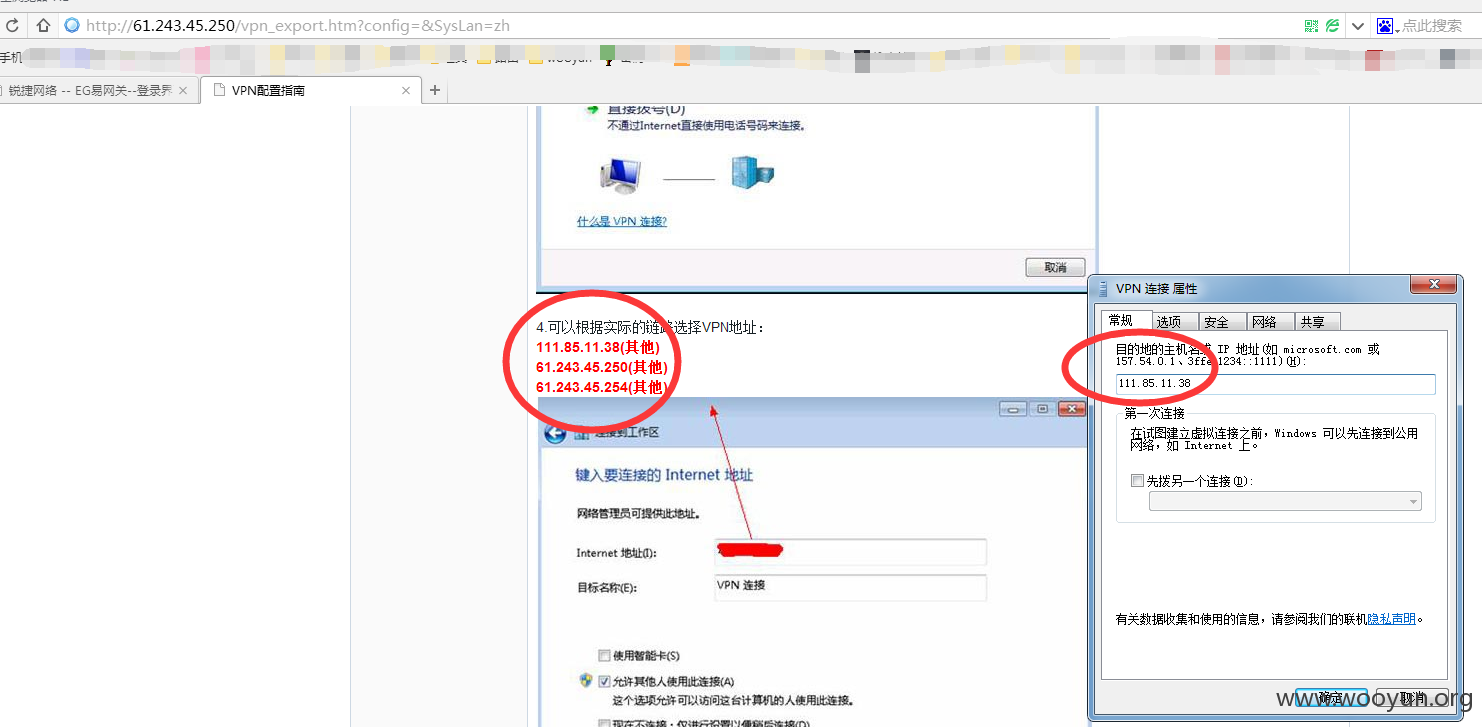 http://61.243.45.250/vpn_export.htm?config=&SysLan=zh
点此搜索
手机
wooyun
锐捷网络 -- EG易网关--登录界
VPN配置指南
直接拨号(D)
不通过Internet直接使用电话号码来连接。
什么是 VPN 连接?
取消
4.可以根据实际的链路选择VPN地址：
111.85.11.38(其他)
61.243.45.250(其他)
61.243.45.254(其他)
连接到工作区
键入要连接的 Internet 地址
网络管理员可提供此地址。
Internet 地址(I):
目标名称(E):
VPN 连接
使用智能卡(S)
允许其他人使用此连接(A)
这个选项允许可以访问这台计算机的人使用此连接。
现在不连接；仅进行设置以便稍后连接(D)
VPN 连接 属性
常规
选项
安全
网络
共享
目的地的主机名或 IP 地址(如 microsoft.com 或
157.54.0.1、3ffe:1234::1111)(H):
111.85.11.38
第一次连接
在试图建立虚拟连接之前，Windows 可以先连接到公用
网络，如 Internet 上。
先拨另一个连接(D):
有关数据收集和使用的信息，请参阅我们的联机隐私声明。
确定
取消
www.wooyun.org